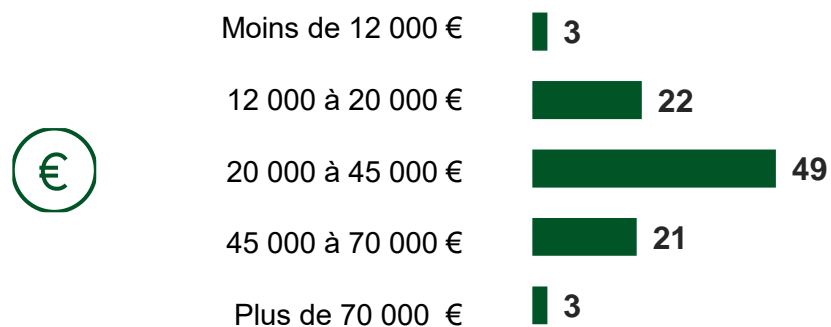 Moins de 12 000 € 3
12 000 à 20 000 € 22
€
20 000 à 45 000 € 49
45 000 à 70 000 € 21
Plus de 70 000 € 3